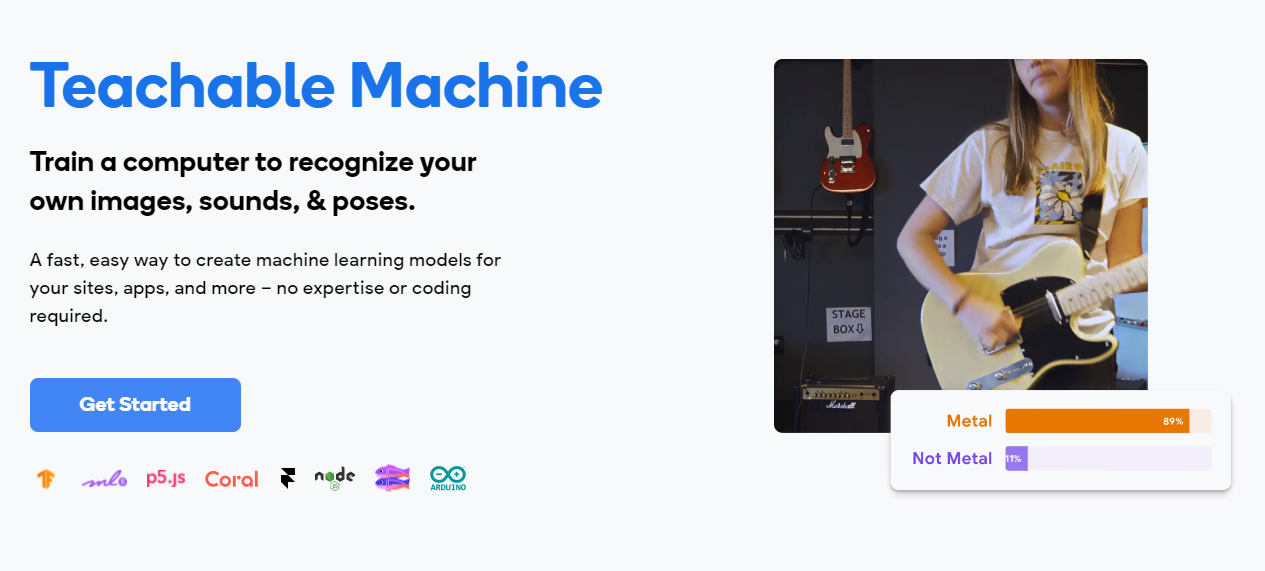 Teachable Machine
Train a computer to recognize your
own images, sounds, & poses.
A fast, easy way to create machine learning models for
your sites, apps, and more – no expertise or coding
required.
Get Started
ml5
p5.js
Coral
node
JS
ARDUINO
STAGE
BOX
Marshall
Metal
89%
Not Metal
11%